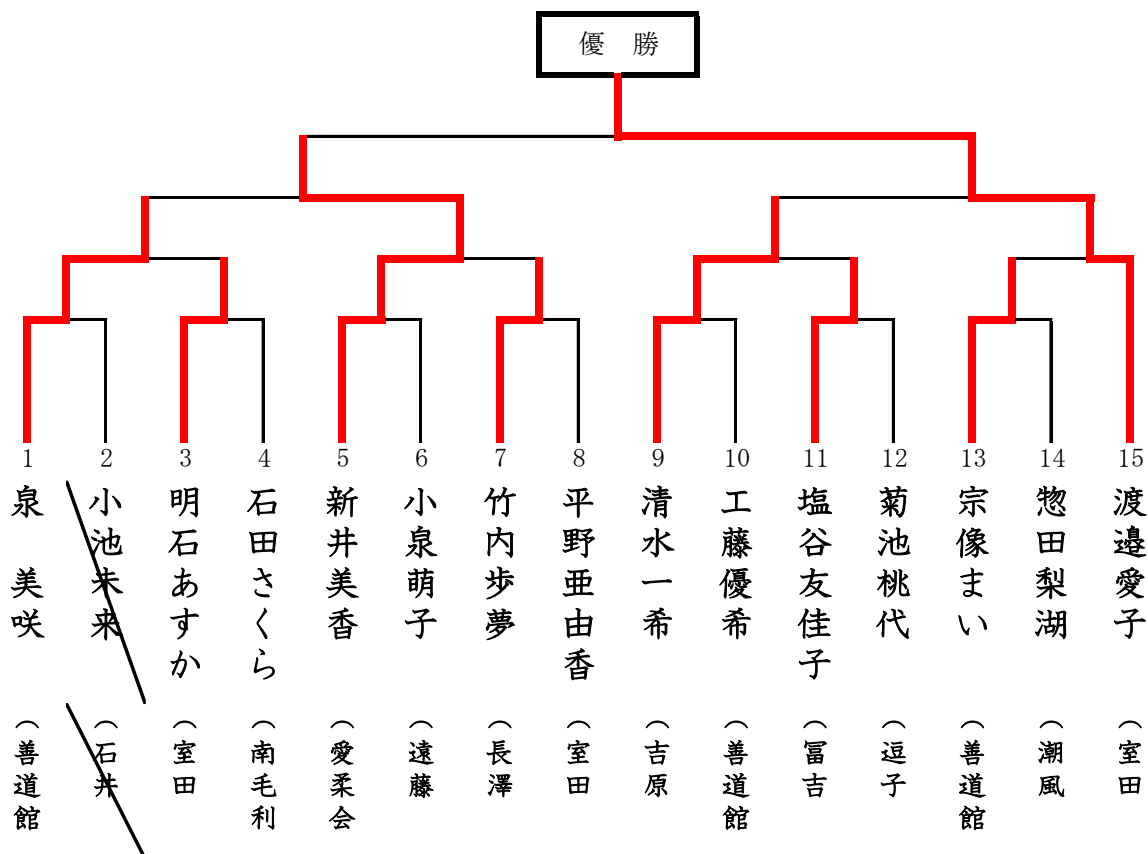 優 勝
1 2 3 4 5 6 7 8 9 10 11 12 13 14 15
泉 美咲
小池未来
明石あすか
石田さくら
新井美香
小泉萌子
竹内歩夢
平野亜由香
清水一希
工藤優希
塩谷友佳子
菊池桃代
宗像まい
惣田梨湖
渡邉愛子
(善道館
(石井
(室田
(南毛利
(愛柔会
(遠藤
(長澤
(室田
(吉原
(善道館
(冨吉
(逗子
(善道館
(潮風
(室田